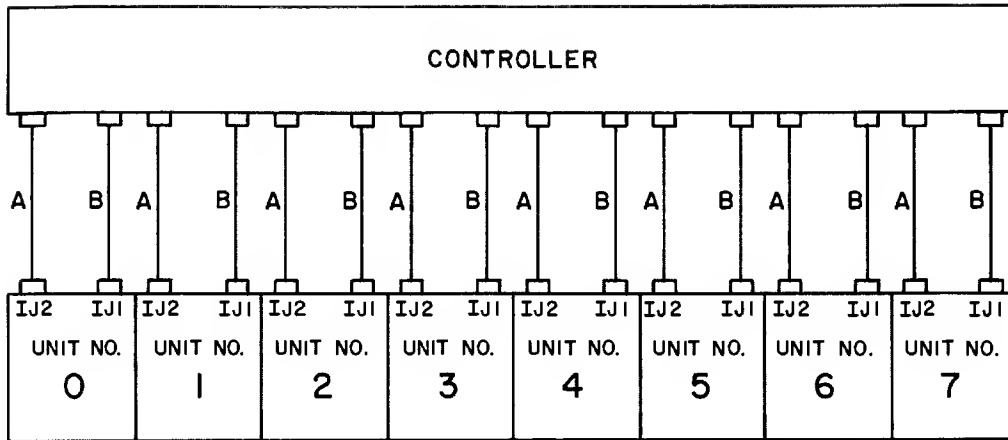 CONTROLLER
A B A B A B A B A B A B A B A B
IJ2 IJ1 IJ2 IJ1 IJ2 IJ1 IJ2 IJ1 IJ2 IJ1 IJ2 IJ1 IJ2 IJ1 IJ2 IJ1
UNIT NO. UNIT NO. UNIT NO. UNIT NO. UNIT NO. UNIT NO. UNIT NO. UNIT NO.
0 1 2 3 4 5 6 7